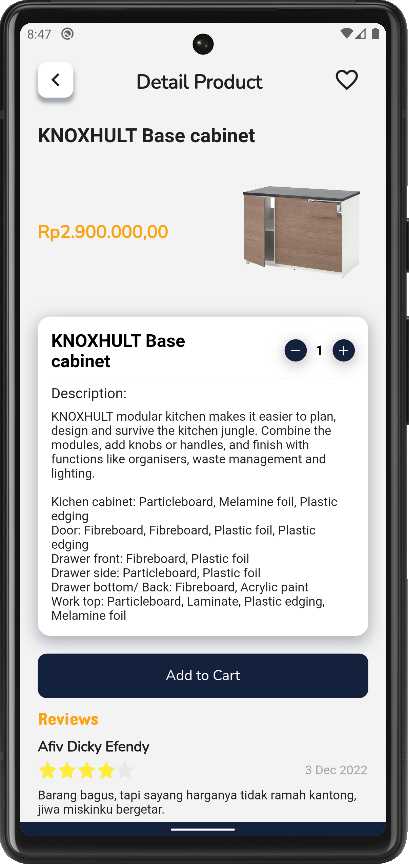 8:47
Detail Product
KNOXHULT Base cabinet
Rp2.900.000,00
KNOXHULT Base
cabinet
1
Description:
KNOXHULT modular kitchen makes it easier to plan,
design and survive the kitchen jungle. Combine the
modules, add knobs or handles, and finish with
functions like organisers, waste management and
lighting.
Kichen cabinet: Particleboard, Melamine foil, Plastic
edging
Door: Fibreboard, Fibreboard, Plastic foil, Plastic
edging
Drawer front: Fibreboard, Plastic foil
Drawer side: Particleboard, Plastic foil
Drawer bottom/ Back: Fibreboard, Acrylic paint
Work top: Particleboard, Laminate, Plastic edging,
Melamine foil
Add to Cart
Reviews
Afiv Dicky Efendy
3 Dec 2022
Barang bagus, tapi sayang harganya tidak ramah kantong,
jiwa miskinku bergetar.